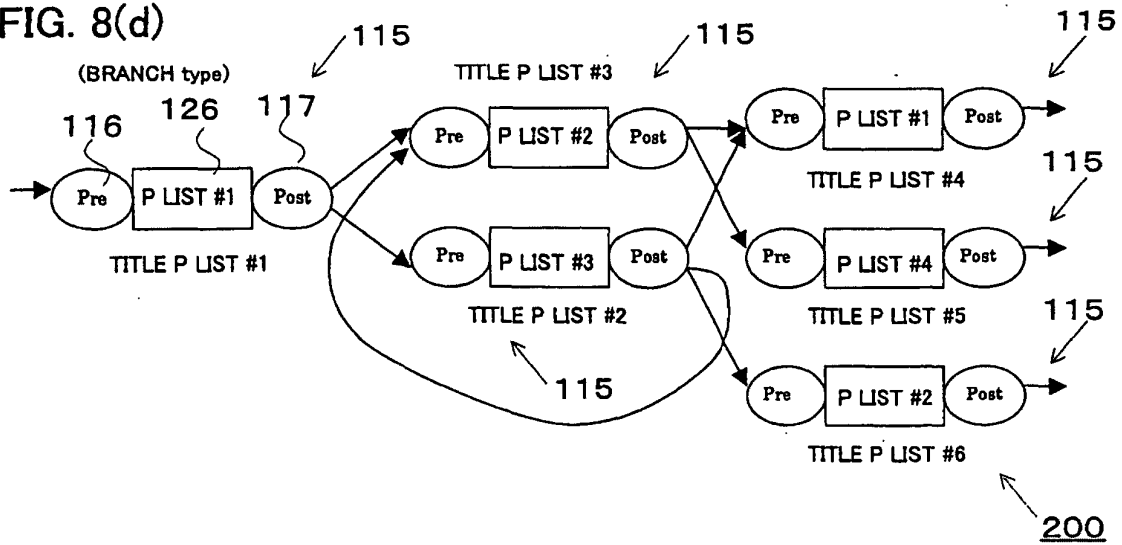 FIG. 8(d)
(BRANCH type)
115
116
126
117
Pre
P LIST #1
Post
TITLE P LIST #1
TITLE P LIST #3
115
Pre
P LIST #2
Post
Pre
P LIST #3
Post
TITLE P LIST #2
115
115
Pre
P LIST #1
Post
TITLE P LIST #4
115
Pre
P LIST #4
Post
TITLE P LIST #5
115
Pre
P LIST #2
Post
TITLE P LIST #6
200